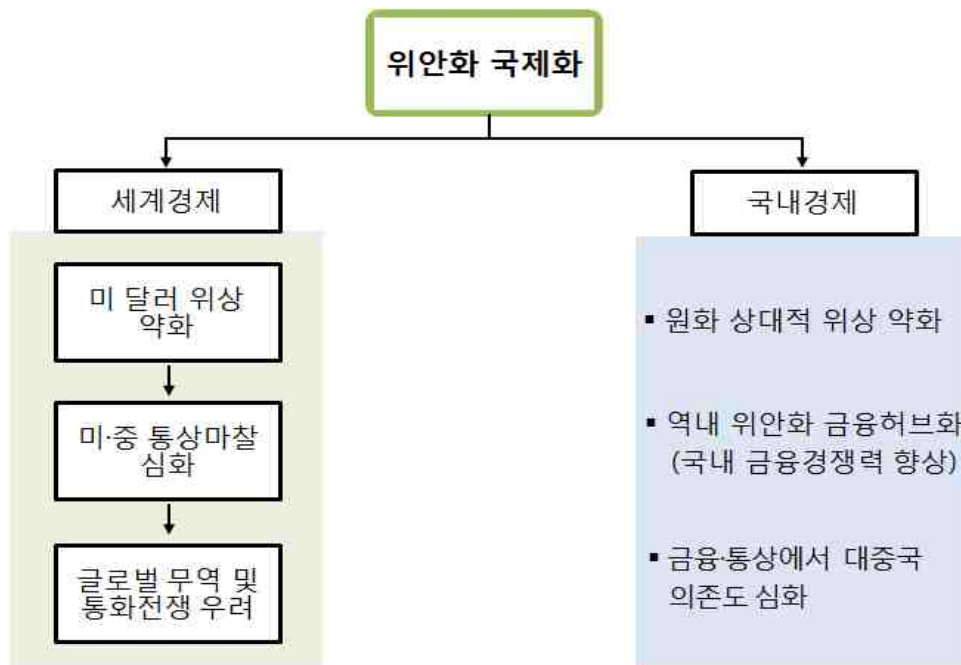 위안화 국제화
세계경제
미 달러 위상
약화
미·중 통상마찰
심화
글로벌 무역 및
통화전쟁 우려
국내경제
▪ 원화 상대적 위상 약화
▪ 역내 위안화 금융허브화
(국내 금융경쟁력 향상)
▪ 금융·통상에서 대중국
의존도 심화